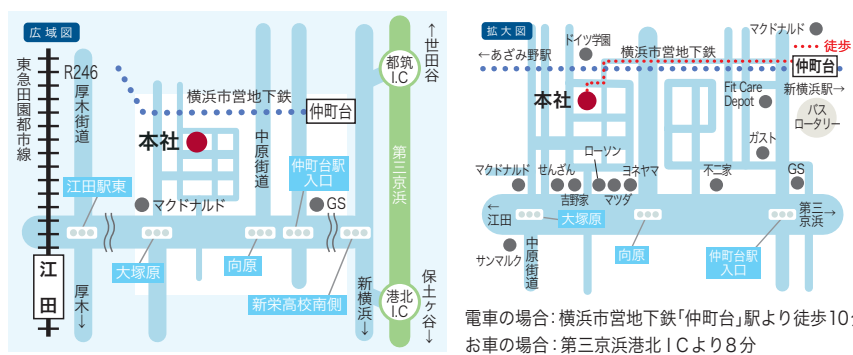 広域図
東急田園都市線
R246
厚木街道
横浜市営地下鉄
仲町台
本社
中原街道
都筑
I.C
↑世田谷
第三京浜
江田駅東
マクドナルド
仲町台駅
入口
GS
大塚原
向原
新栄高校南側
江田
厚木↓
新横浜↓
港北
I.C
保土ヶ谷↓
拡大図
マクドナルド
徒歩
ドイツ学園
横浜市営地下鉄
←あざみ野駅
仲町台
新横浜駅→
本社
Fit Care
Depot
バス
ロータリー
ガスト
ローソン
マクドナルド
せんざん
ヨネヤマ
不二家
GS
吉野家
マツダ
←
江田
大塚原
第三→
京浜
サンマルク
中原街道
向原
仲町台駅
入口
電車の場合：横浜市営地下鉄「仲町台」駅より徒歩10分
お車の場合：第三京浜港北ICより8分